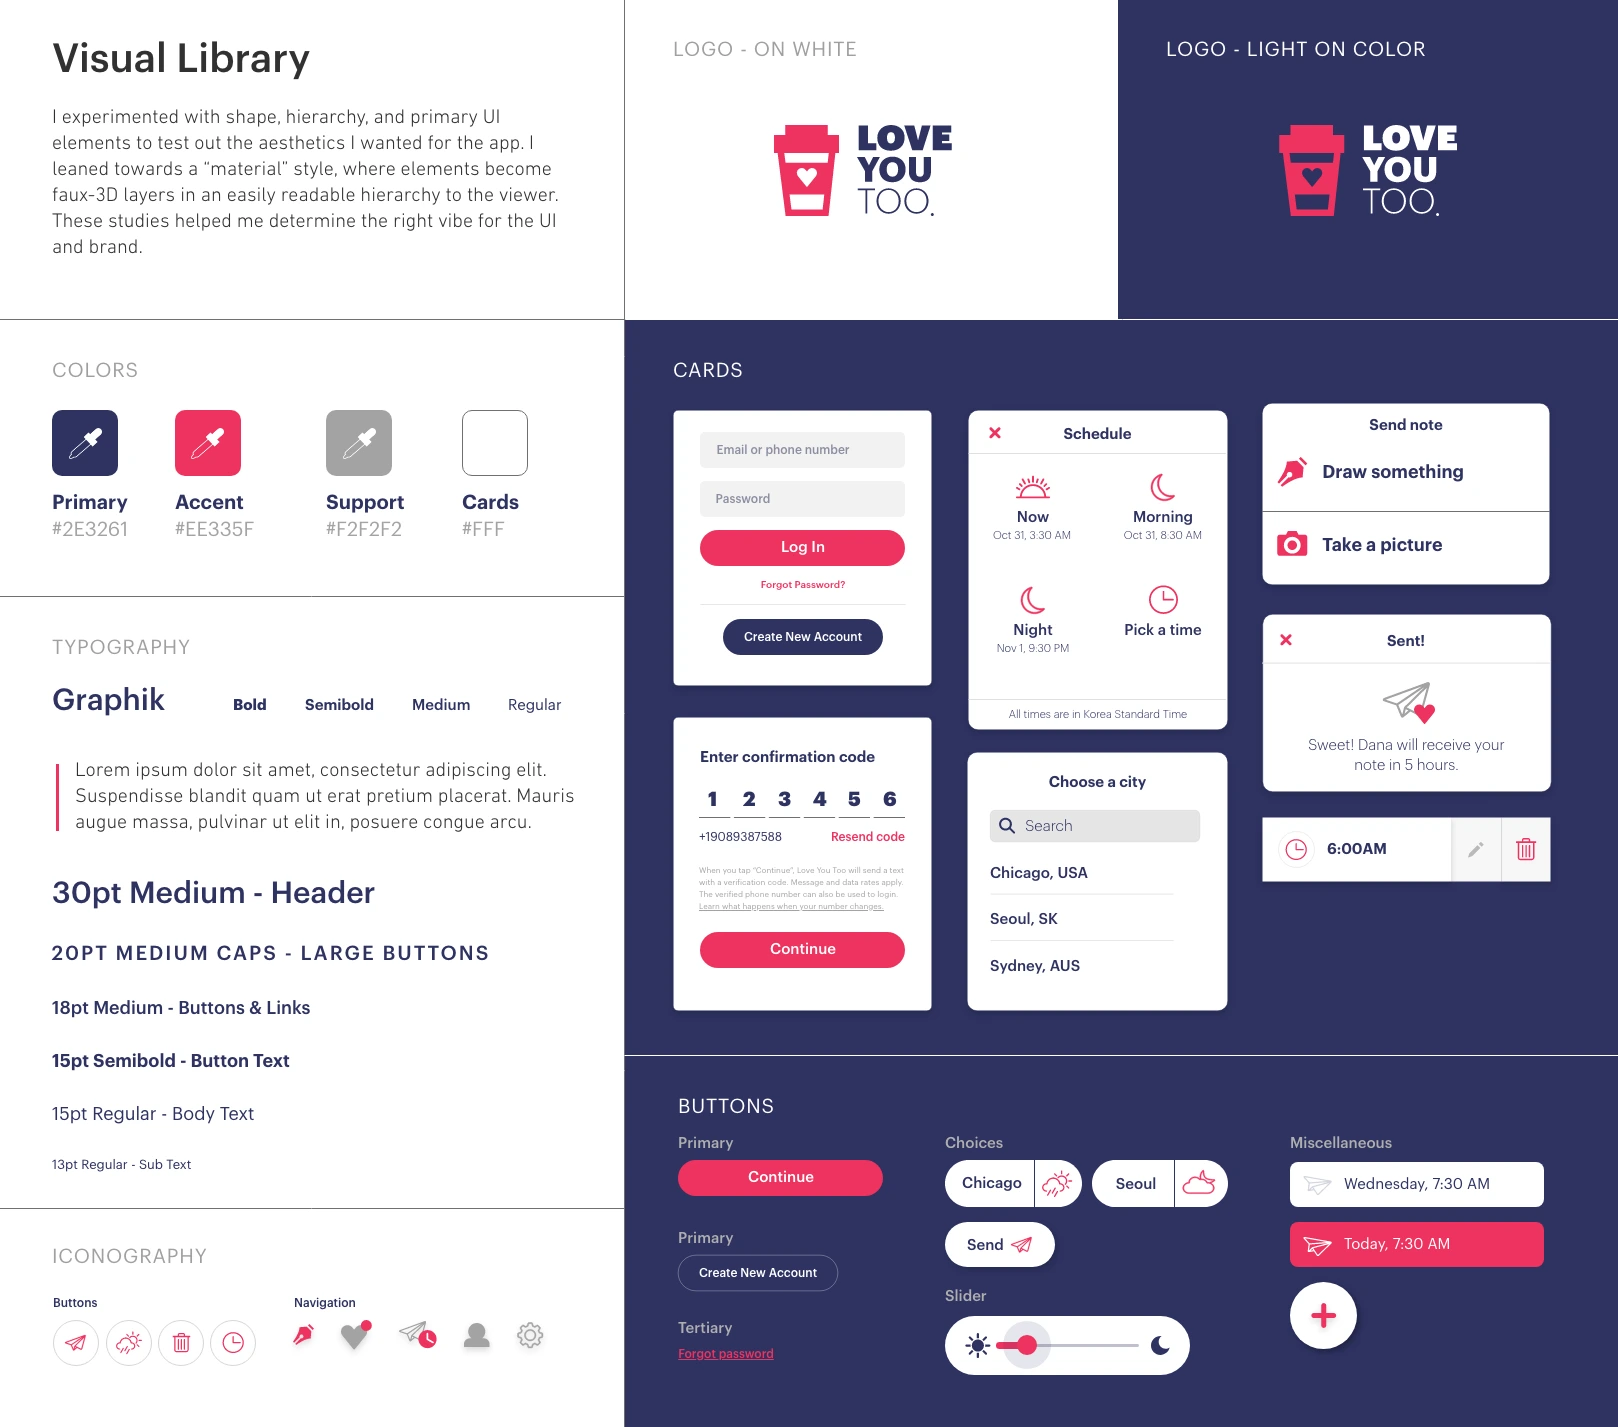 Visual Library
I experimented with shape, hierarchy, and primary UI
elements to test out the aesthetics I wanted for the app. I
leaned towards a “material” style, where elements become
faux-3D layers in an easily readable hierarchy to the viewer.
These studies helped me determine the right vibe for the UI
and brand.
LOGO - ON WHITE
LOVE
YOU
TOO.
LOGO - LIGHT ON COLOR
LOVE
YOU
TOO.
COLORS
Primary
#2E3261
Accent
#EE335F
Support
#F2F2F2
Cards
#FFF
TYPOGRAPHY
Graphik
Bold
Semibold
Medium
Regular
Lorem ipsum dolor sit amet, consectetur adipiscing elit.
Suspendisse blandit quam ut erat pretium placerat. Mauris
augue massa, pulvinar ut elit in, posuere congue arcu.
30pt Medium - Header
20PT MEDIUM CAPS - LARGE BUTTONS
18pt Medium - Buttons & Links
15pt Semibold - Button Text
15pt Regular - Body Text
13pt Regular - Sub Text
ICONOGRAPHY
Buttons
Navigation
CARDS
Email or phone number
Password
Log In
Forgot Password?
Create New Account
Enter confirmation code
1 2 3 4 5 6
+19089387588
Resend code
When you tap "Continue", Love You Too will send a text
with a verification code. Message and data rates apply.
The verified phone number can also be used to login.
Learn what happens when your number changes.
Continue
Schedule
Now
Oct 31, 3:30 AM
Morning
Oct 31, 8:30 AM
Night
Nov 1, 9:30 PM
Pick a time
All times are in Korea Standard Time
Choose a city
Search
Chicago, USA
Seoul, SK
Sydney, AUS
Send note
Draw something
Take a picture
Sent!
Sweet! Dana will receive your
note in 5 hours.
6:00AM
BUTTONS
Primary
Continue
Primary
Create New Account
Tertiary
Forgot password
Choices
Chicago
Seoul
Send
Slider
Miscellaneous
Wednesday, 7:30 AM
Today, 7:30 AM